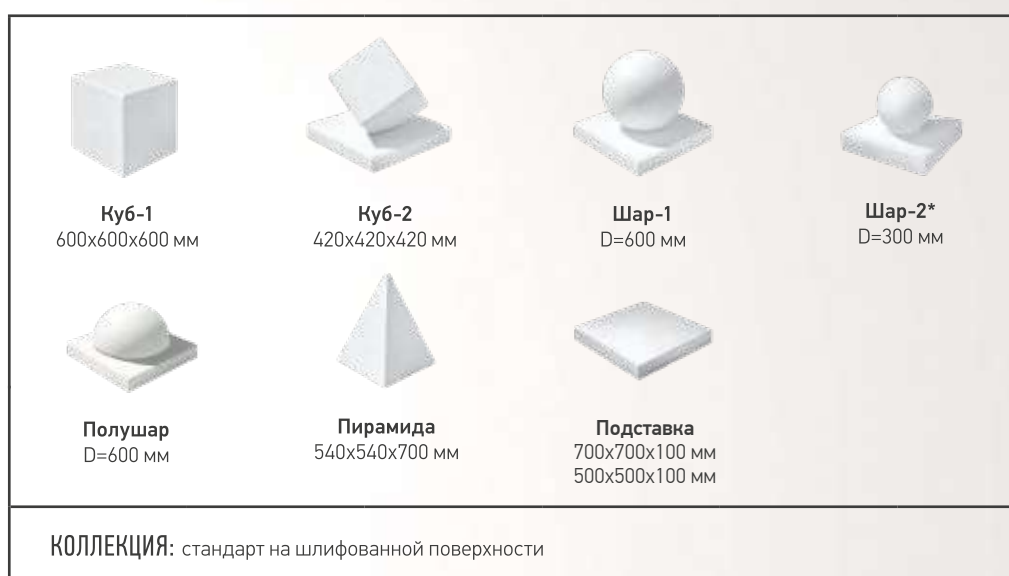 Куб-1
600x600x600 мм
Куб-2
420x420x420 мм
Шар-1
D=600 мм
Шар-2*
D=300 мм
Полушар
D=600 мм
Пирамида
540x540x700 мм
Подставка
700x700x100 мм
500x500x100 мм
КОЛЛЕКЦИЯ: стандарт на шлифованной поверхности